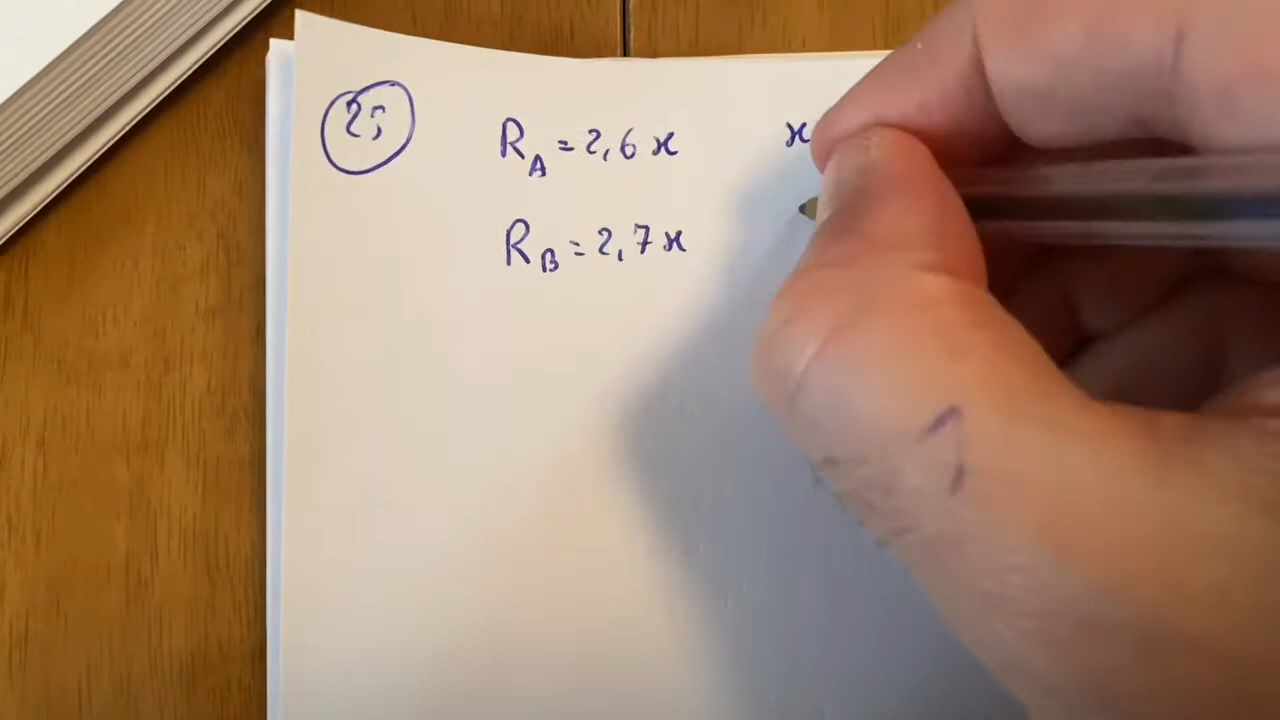 25
R_A = 2,6 x x
R_B = 2,7 x